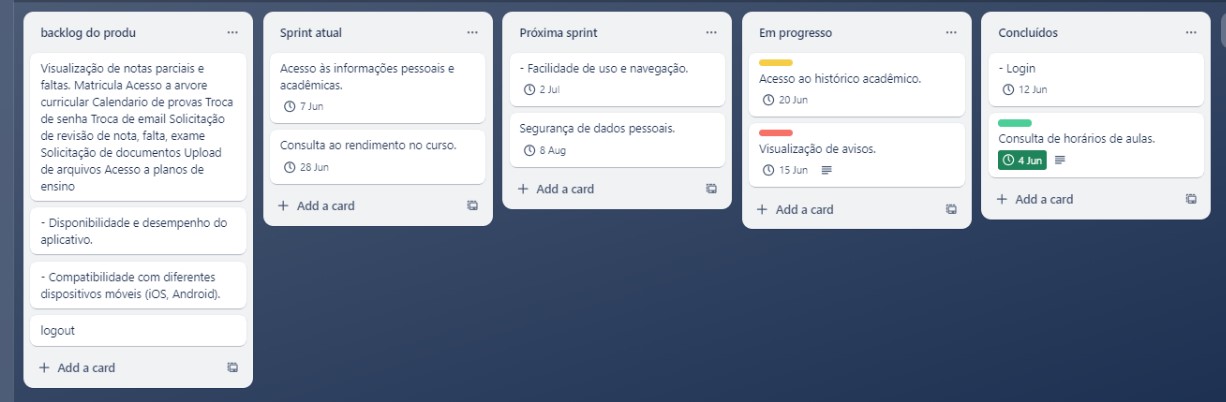 backlog do produ
Visualização de notas parciais e
faltas. Matricula Acesso a arvore
curricular Calendario de provas Troca
de senha Troca de email Solicitação
de revisão de nota, falta, exame
Solicitação de documentos Upload
de arquivos Acesso a planos de
ensino
- Disponibilidade e desempenho do
aplicativo.
- Compatibilidade com diferentes
dispositivos móveis (iOS, Android).
logout
+ Add a card
Sprint atual
Acesso às informações pessoais e
acadêmicas.
7 Jun
Consulta ao rendimento no curso.
28 Jun
+ Add a card
Próxima sprint
- Facilidade de uso e navegação.
2 Jul
Segurança de dados pessoais.
8 Aug
+ Add a card
Em progresso
Acesso ao histórico acadêmico.
20 Jun
Visualização de avisos.
15 Jun
+ Add a card
Concluídos
- Login
12 Jun
Consulta de horários de aulas.
4 Jun
+ Add a card